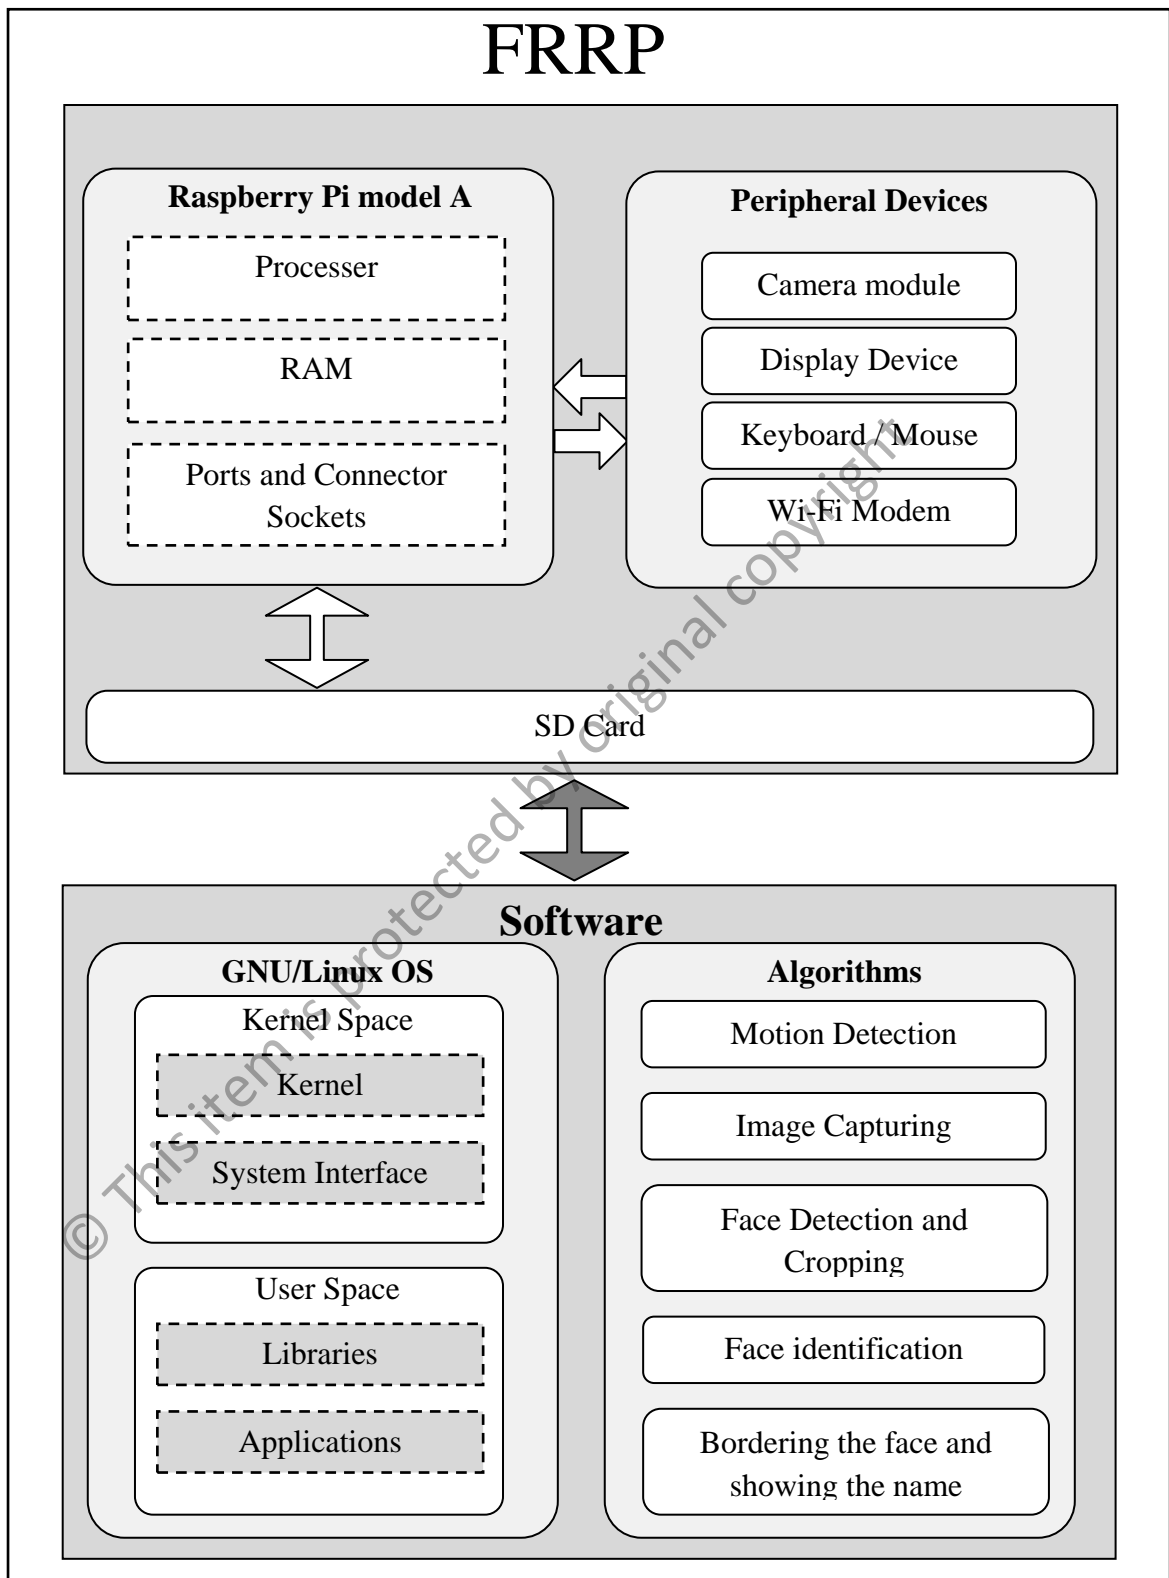 FRRP
Raspberry Pi model A
Processer
RAM
Ports and Connector
Sockets
Peripheral Devices
Camera module
Display Device
Keyboard / Mouse
Wi-Fi Modem
SD Card
Software
GNU/Linux OS
Kernel Space
Kernel
System Interface
User Space
Libraries
Applications
Algorithms
Motion Detection
Image Capturing
Face Detection and
Cropping
Face identification
Bordering the face and
showing the name
© This item is protected by original copyright